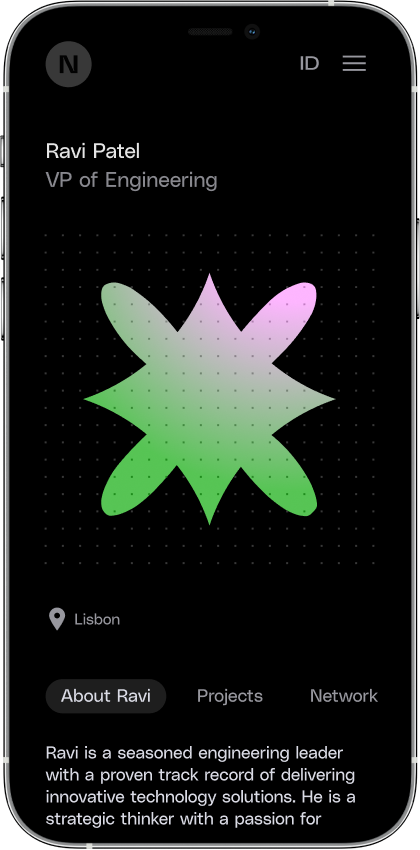 N
ID
Ravi Patel
VP of Engineering
Lisbon
About Ravi
Projects
Network
Ravi is a seasoned engineering leader
with a proven track record of delivering
innovative technology solutions. He is a
strategic thinker with a passion for